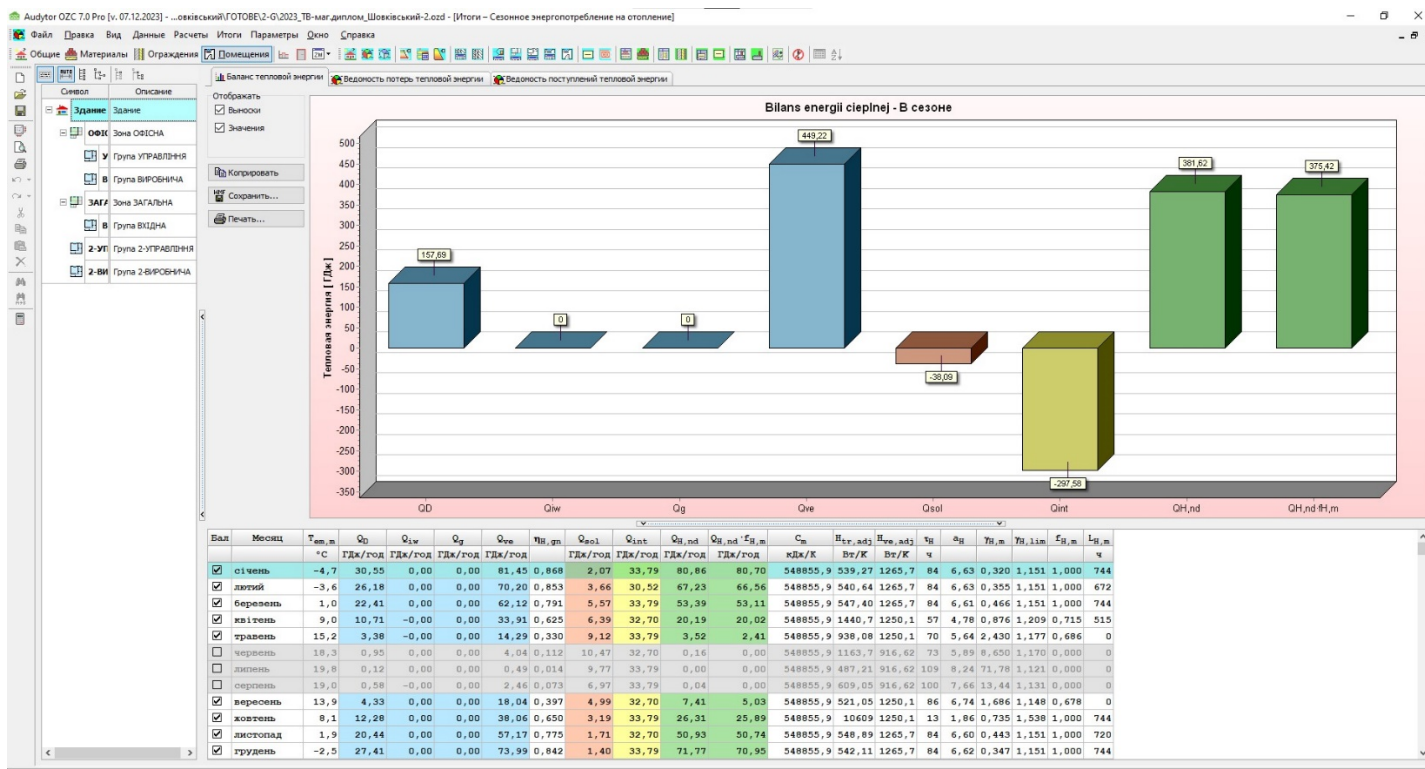 Audytor OZC 7.0 Pro [v. 07.12.2023] - ...овківський\ГОТОВЕ\2-G\2023_ТВ-маг.диплом_Шовківський-2.ozd - [Итоги – Сезонное энергопотребление на отопление]
Файл Правка Вид Данные Расчеты Итоги Параметры Окно Справка
Общие Материалы Ограждения Помещения
Баланс тепловой энергии Ведомость потерь тепловой энергии Ведомость поступлений тепловой энергии
Символ Описание
Здание Здание
ОФІС Зона ОФІСНА
У Група УПРАВЛІННЯ
В Група ВИРОБНИЧА
ЗАГА Зона ЗАГАЛЬНА
В Група ВХІДНА
2-УП Група 2-УПРАВЛІННЯ
2-ВИ Група 2-ВИРОБНИЧА
Отображать
Выноски
Значения
Копировать
Сохранить...
Печать...
Bilans energii cieplnej - В сезоне
Тепловая энергия [ ГДж]
500
450
400
350
300
250
200
150
100
50
0
-50
-100
-150
-200
-250
-300
-350
157,69
0
0
449,22
-38,09
-297,58
381,62
375,42
QD Qiw Qg Qve Qsol Qint QH,nd QH,nd·fH,m
Бал Месяц Tem,m QD Qiw Qg Qve ηH,gn Qsol Qint QH,nd QH,nd·fH,m Cm Htr,adj Hve,adj τH aH γH,m γH,lim fH,m LH,m
°C ГДж/год ГДж/год ГДж/год ГДж/год ГДж/год ГДж/год ГДж/год ГДж/год кДж/К Вт/К Вт/К ч ч
січень -4,7 30,55 0,00 0,00 81,45 0,868 2,07 33,79 80,86 80,70 548855,9 539,27 1265,7 84 6,63 0,320 1,151 1,000 744
лютий -3,6 26,18 0,00 0,00 70,20 0,853 3,66 30,52 67,23 66,56 548855,9 540,64 1265,7 84 6,63 0,355 1,151 1,000 672
березень 1,0 22,41 0,00 0,00 62,12 0,791 5,57 33,79 53,39 53,11 548855,9 547,40 1265,7 84 6,61 0,466 1,151 1,000 744
квітень 9,0 10,71 -0,00 0,00 33,91 0,625 6,39 32,70 20,19 20,02 548855,9 1440,7 1250,1 57 4,78 0,876 1,209 0,715 515
травень 15,2 3,38 -0,00 0,00 14,29 0,330 9,12 33,79 3,52 2,41 548855,9 938,08 1250,1 70 5,64 2,430 1,177 0,686 0
червень 18,3 0,95 0,00 0,00 4,04 0,112 10,47 32,70 0,16 0,00 548855,9 1163,7 916,62 73 5,89 8,650 1,170 0,000 0
липень 19,8 0,12 0,00 0,00 0,49 0,014 9,77 33,79 0,00 0,00 548855,9 487,21 916,62 109 8,24 71,78 1,121 0,000 0
серпень 19,0 0,58 -0,00 0,00 2,46 0,073 6,97 33,79 0,04 0,00 548855,9 609,05 916,62 100 7,66 13,44 1,131 0,000 0
вересень 13,9 4,33 0,00 0,00 18,04 0,397 4,99 32,70 7,41 5,03 548855,9 521,05 1250,1 86 6,74 1,686 1,148 0,678 0
жовтень 8,1 12,28 0,00 0,00 38,06 0,650 3,19 33,79 26,31 25,89 548855,9 10609 1250,1 13 1,86 0,735 1,538 1,000 744
листопад 1,9 20,44 0,00 0,00 57,17 0,775 1,71 32,70 50,93 50,74 548855,9 548,89 1265,7 84 6,60 0,443 1,151 1,000 720
грудень -2,5 27,41 0,00 0,00 73,99 0,842 1,40 33,79 71,77 70,95 548855,9 542,11 1265,7 84 6,62 0,347 1,151 1,000 744